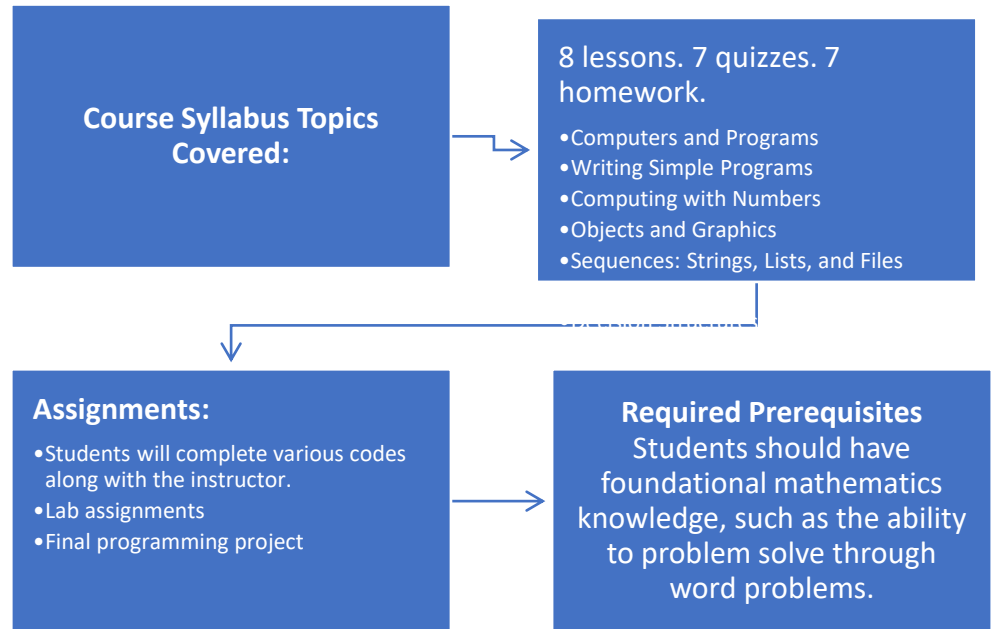 Course Syllabus Topics
Covered:
8 lessons. 7 quizzes. 7
homework.
•Computers and Programs
•Writing Simple Programs
•Computing with Numbers
•Objects and Graphics
•Sequences: Strings, Lists, and Files
•Decision Structures
Assignments:
•Students will complete various codes
along with the instructor.
•Lab assignments
•Final programming project
Required Prerequisites
Students should have
foundational mathematics
knowledge, such as the ability
to problem solve through
word problems.